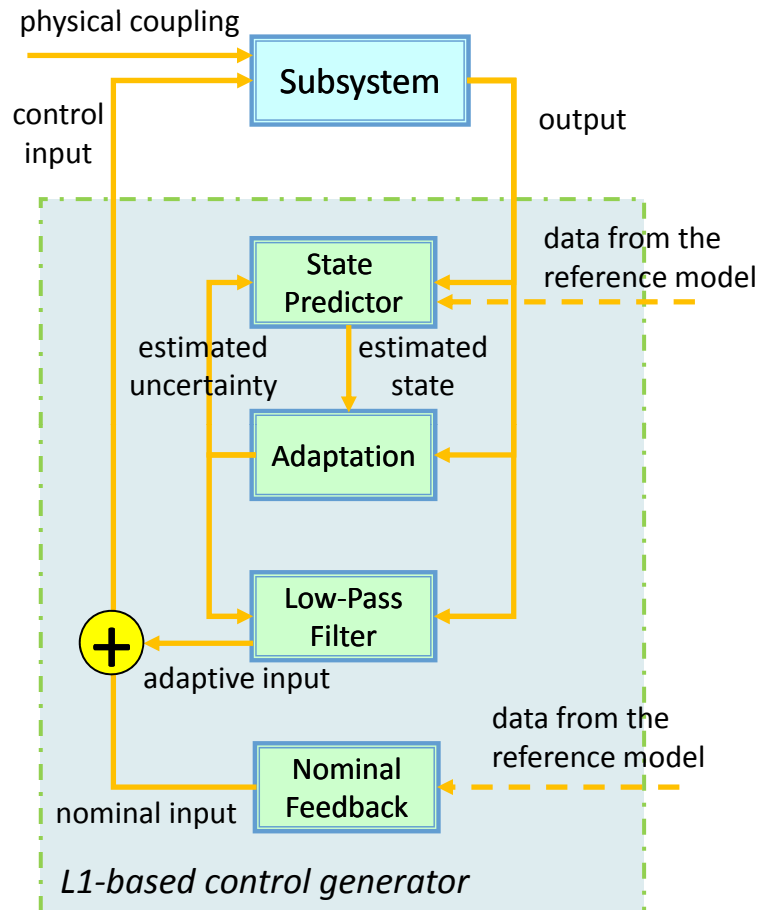 physical coupling
Subsystem
control
input
output
data from the
reference model
State
Predictor
estimated
uncertainty
estimated
state
Adaptation
Low-Pass
Filter
+
adaptive input
data from the
reference model
Nominal
Feedback
nominal input
L1-based control generator